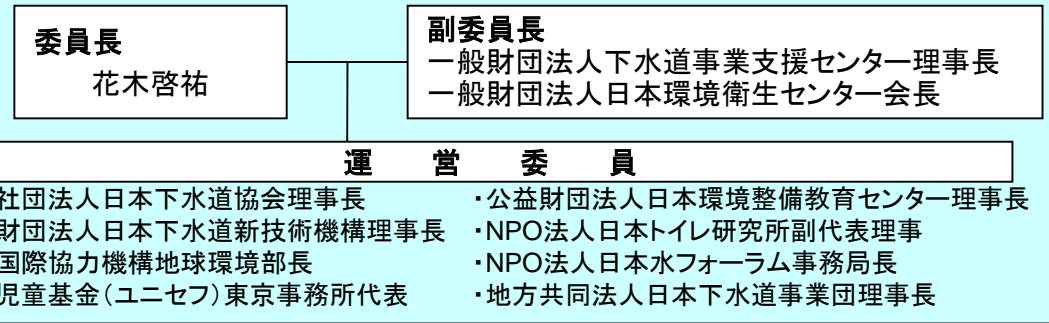 委員長
花木啓祐
副委員長
一般財団法人下水道事業支援センター理事長
一般財団法人日本環境衛生センター会長
運　営　委　員
社団法人日本下水道協会理事長
財団法人日本下水道新技術機構理事長
国際協力機構地球環境部長
児童基金(ユニセフ)東京事務所代表
・公益財団法人日本環境整備教育センター理事長
・NPO法人日本トイレ研究所副代表理事
・NPO法人日本水フォーラム事務局長
・地方共同法人日本下水道事業団理事長